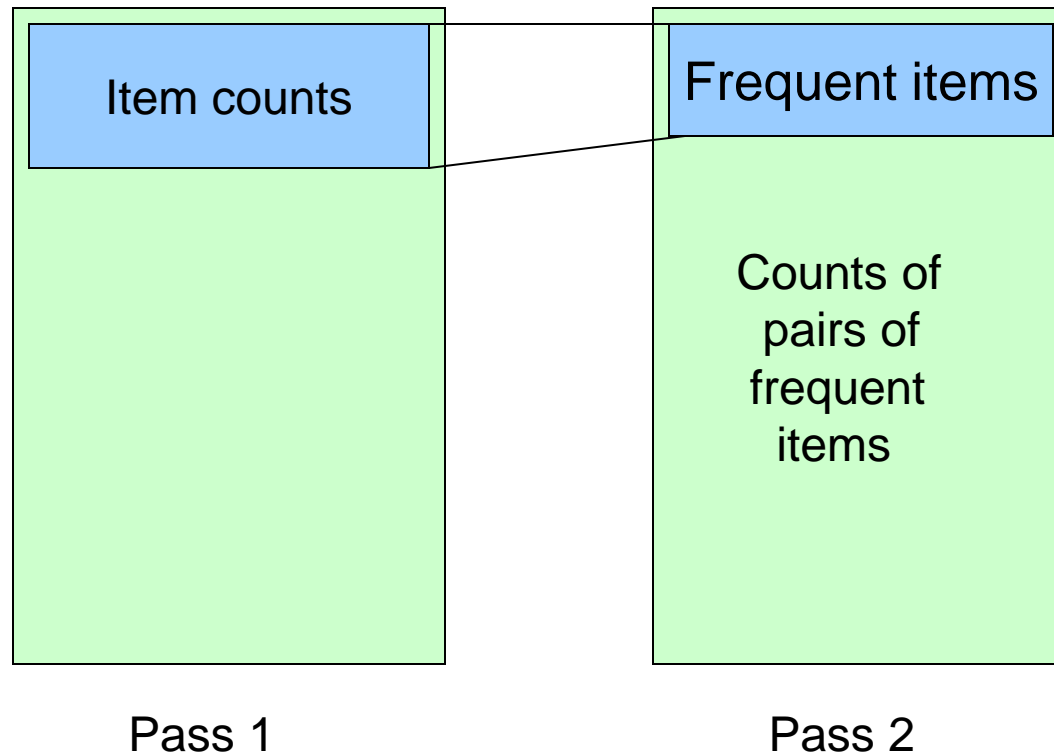 Item counts
Frequent items
Counts of
pairs of
frequent
items
Pass 1
Pass 2